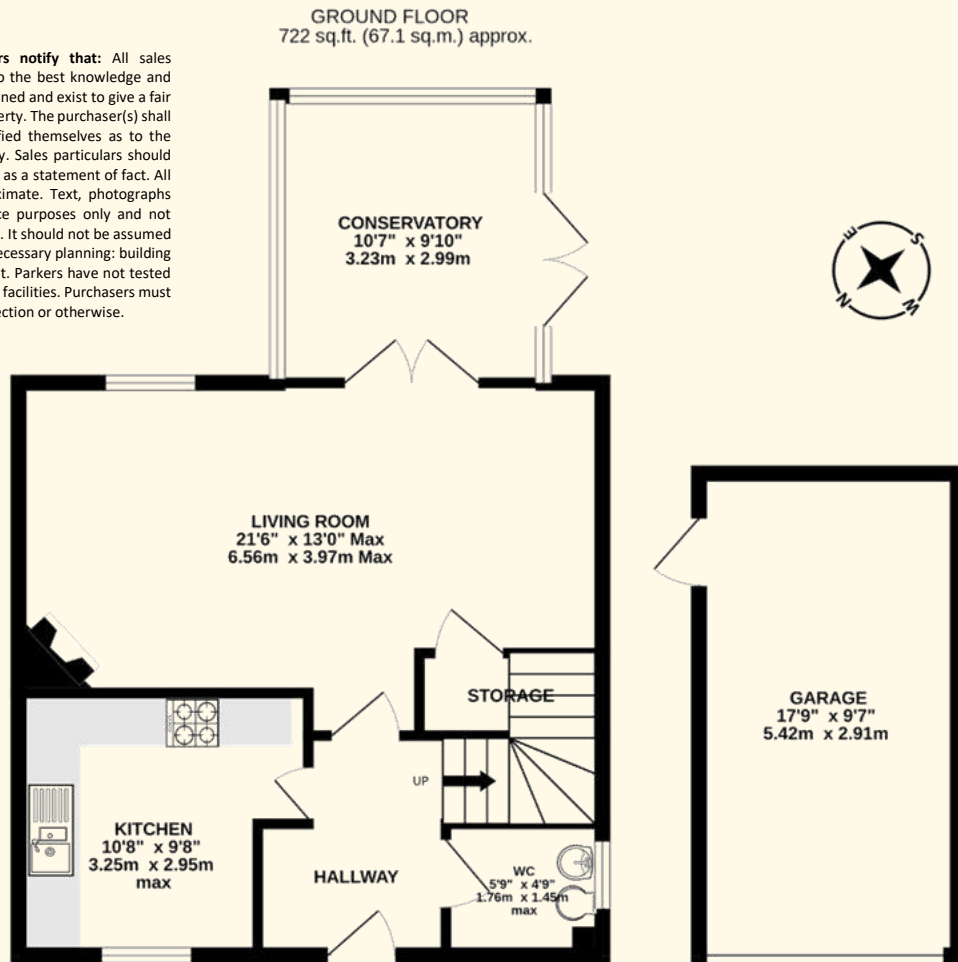 GROUND FLOOR
722 sq.ft. (67.1 sq.m.) approx.
rs notify that: All sales
o the best knowledge and
ned and exist to give a fair
erty. The purchaser(s) shall
fied themselves as to the
y. Sales particulars should
as a statement of fact. All
ximate. Text, photographs
ce purposes only and not
. It should not be assumed
ecessary planning: building
t. Parkers have not tested
facilities. Purchasers must
ection or otherwise.
CONSERVATORY
10'7" x 9'10"
3.23m x 2.99m
E
S
N
W
LIVING ROOM
21'6" x 13'0" Max
6.56m x 3.97m Max
STORAGE
GARAGE
17'9" x 9'7"
5.42m x 2.91m
UP
KITCHEN
10'8" x 9'8"
3.25m x 2.95m
max
HALLWAY
WC
5'9" x 4'9"
1.76m x 1.45m
max